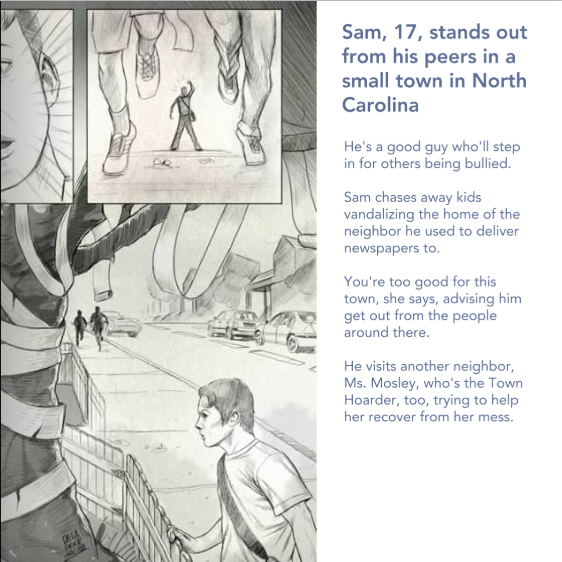 Sam, 17, stands out
from his peers in a
small town in North
Carolina
He's a good guy who'll step
in for others being bullied.
Sam chases away kids
vandalizing the home of the
neighbor he used to deliver
newspapers to.
You're too good for this
town, she says, advising him
get out from the people
around there.
He visits another neighbor,
Ms. Mosley, who's the Town
Hoarder, too, trying to help
her recover from her mess.